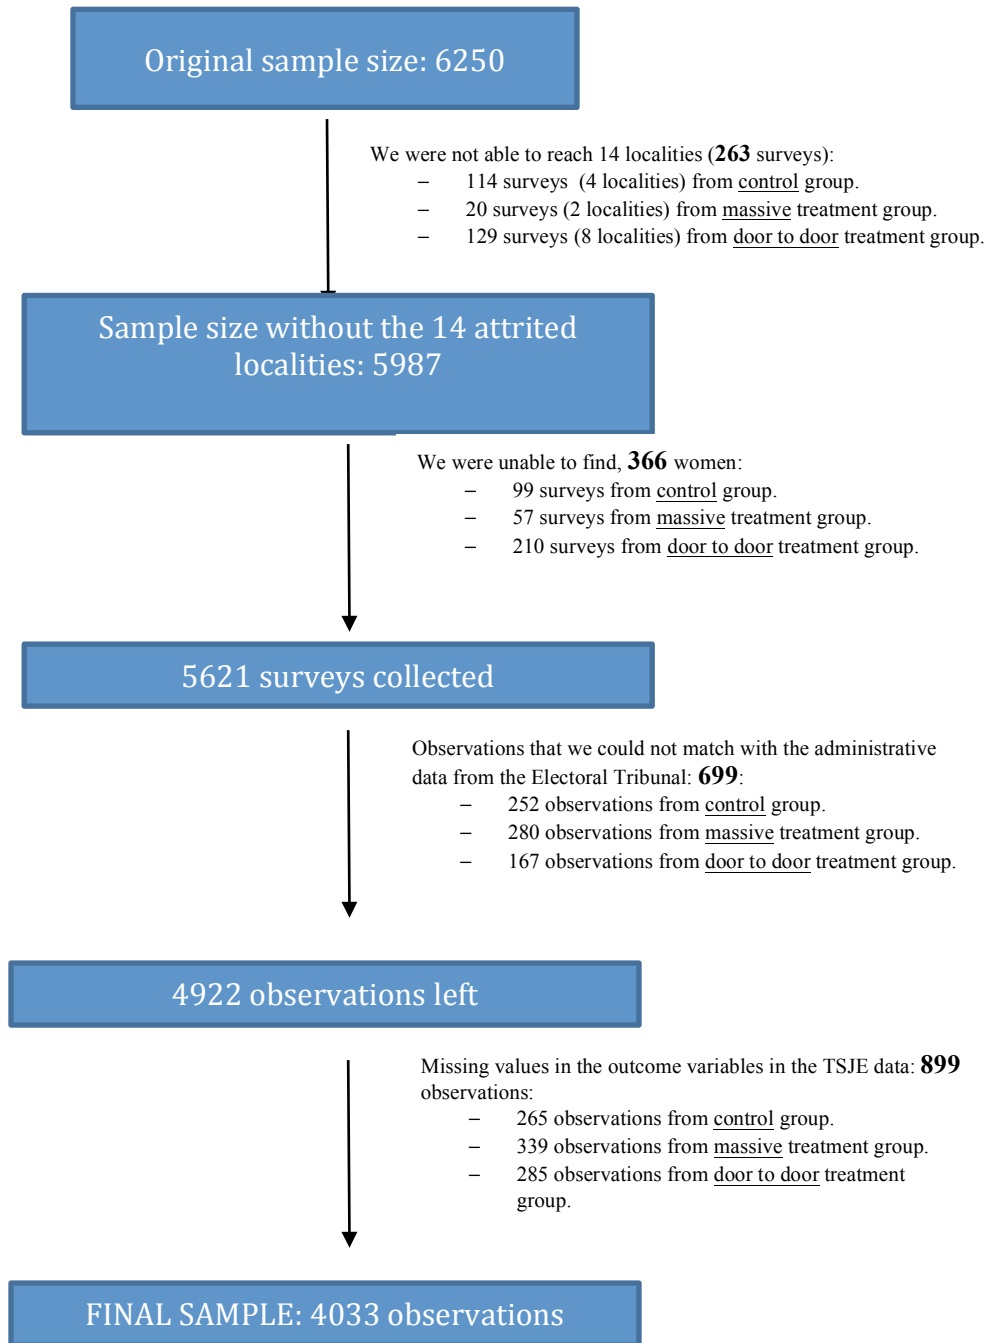 Original sample size: 6250
We were not able to reach 14 localities (263 surveys):
– 114 surveys (4 localities) from control group.
– 20 surveys (2 localities) from massive treatment group.
– 129 surveys (8 localities) from door to door treatment group.
Sample size without the 14 attrited
localities: 5987
We were unable to find, 366 women:
– 99 surveys from control group.
– 57 surveys from massive treatment group.
– 210 surveys from door to door treatment group.
5621 surveys collected
Observations that we could not match with the administrative
data from the Electoral Tribunal: 699:
– 252 observations from control group.
– 280 observations from massive treatment group.
– 167 observations from door to door treatment group.
4922 observations left
Missing values in the outcome variables in the TSJE data: 899
observations:
– 265 observations from control group.
– 339 observations from massive treatment group.
– 285 observations from door to door treatment
group.
FINAL SAMPLE: 4033 observations